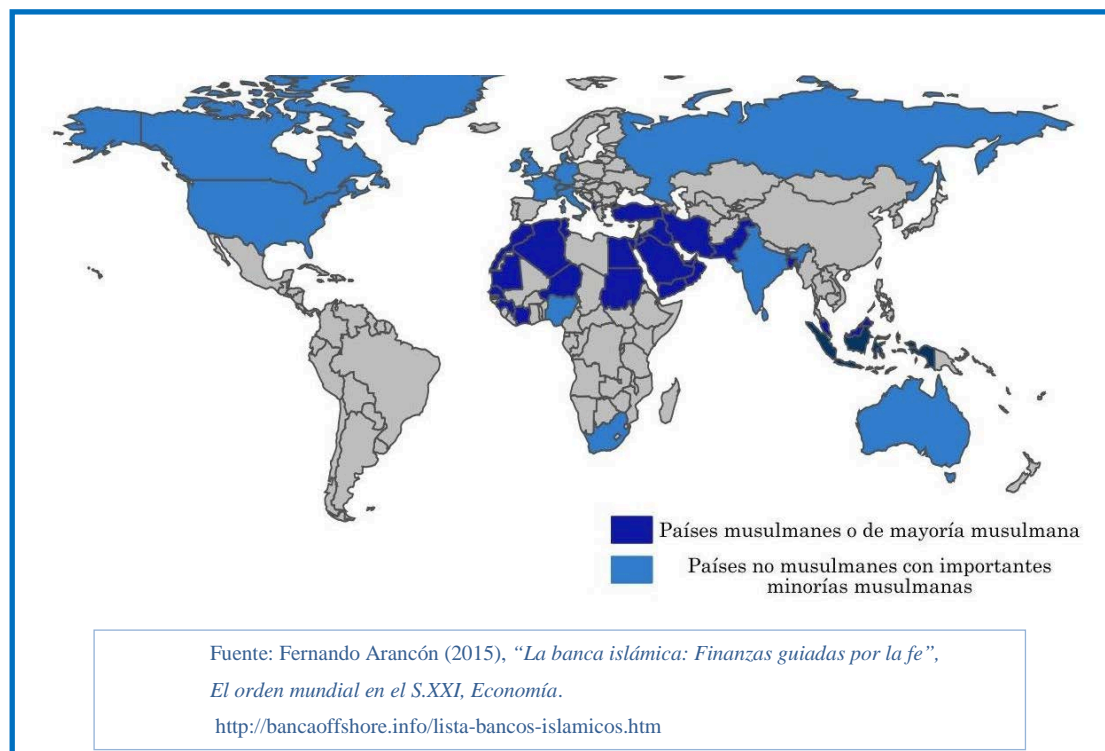 Países musulmanes o de mayoría musulmana
Países no musulmanes con importantes
minorías musulmanas
Fuente: Fernando Arancón (2015), “La banca islámica: Finanzas guiadas por la fe”,
El orden mundial en el S.XXI, Economía.
http://bancaoffshore.info/lista-bancos-islamicos.htm